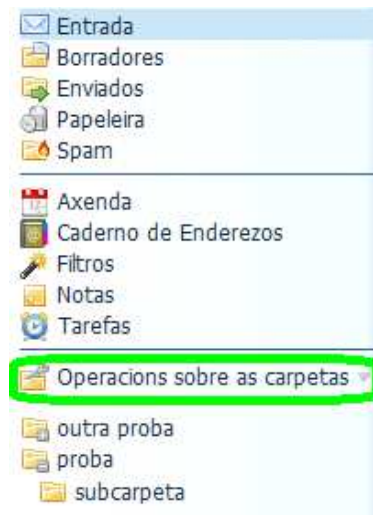 Entrada
Borradores
Enviados
Papeleira
Spam
Axenda
Caderno de Enderezos
Filtros
Notas
Tarefas
Operacions sobre as carpetas
outra proba
proba
subcarpeta